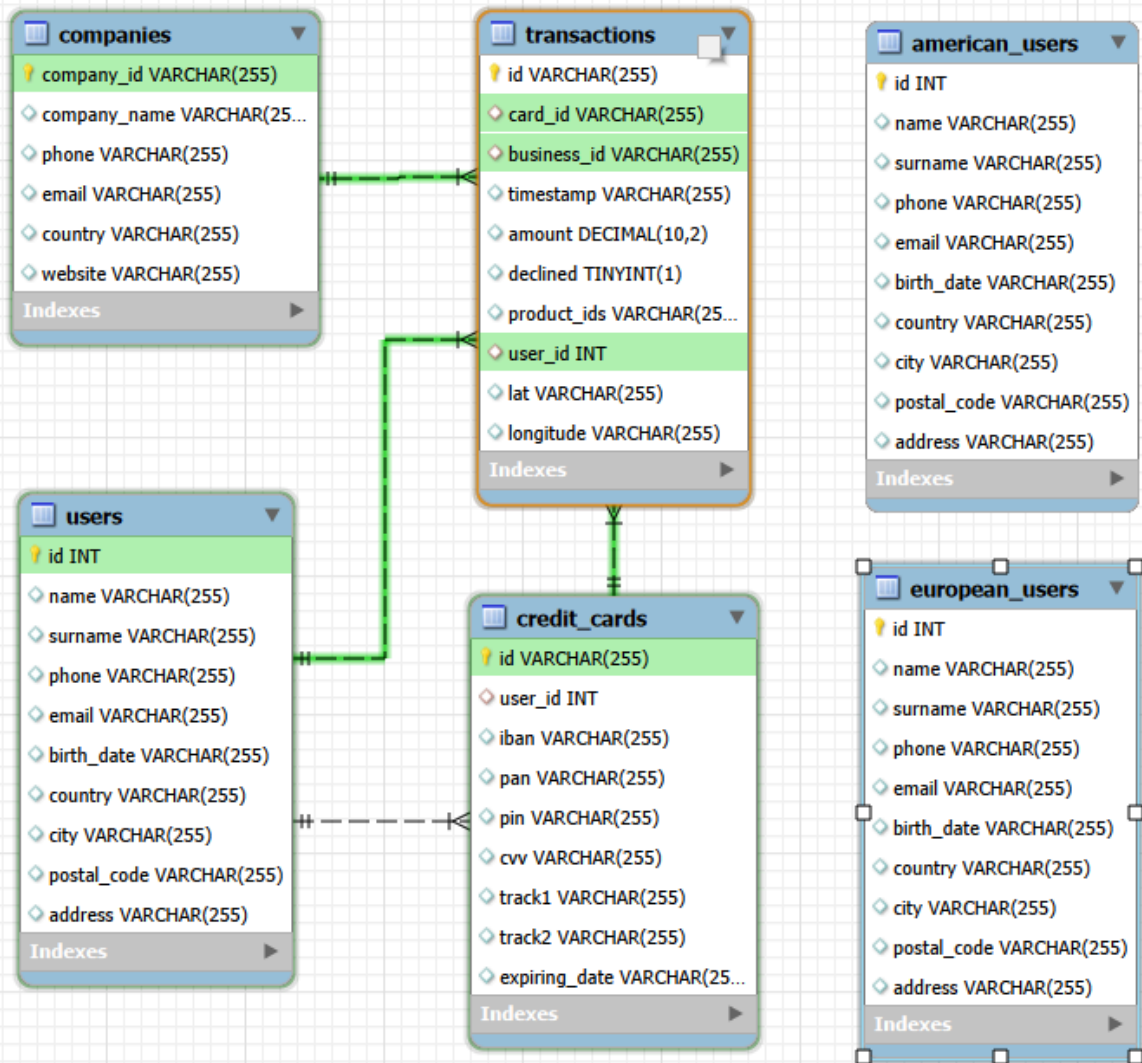 companies
company_id VARCHAR(255)
company_name VARCHAR(25...
phone VARCHAR(255)
email VARCHAR(255)
country VARCHAR(255)
website VARCHAR(255)
Indexes
transactions
id VARCHAR(255)
card_id VARCHAR(255)
business_id VARCHAR(255)
timestamp VARCHAR(255)
amount DECIMAL(10,2)
declined TINYINT(1)
product_ids VARCHAR(25...
user_id INT
lat VARCHAR(255)
longitude VARCHAR(255)
Indexes
american_users
id INT
name VARCHAR(255)
surname VARCHAR(255)
phone VARCHAR(255)
email VARCHAR(255)
birth_date VARCHAR(255)
country VARCHAR(255)
city VARCHAR(255)
postal_code VARCHAR(255)
address VARCHAR(255)
Indexes
users
id INT
name VARCHAR(255)
surname VARCHAR(255)
phone VARCHAR(255)
email VARCHAR(255)
birth_date VARCHAR(255)
country VARCHAR(255)
city VARCHAR(255)
postal_code VARCHAR(255)
address VARCHAR(255)
Indexes
credit_cards
id VARCHAR(255)
user_id INT
iban VARCHAR(255)
pan VARCHAR(255)
pin VARCHAR(255)
cvv VARCHAR(255)
track1 VARCHAR(255)
track2 VARCHAR(255)
expiring_date VARCHAR(25...
Indexes
european_users
id INT
name VARCHAR(255)
surname VARCHAR(255)
phone VARCHAR(255)
email VARCHAR(255)
birth_date VARCHAR(255)
country VARCHAR(255)
city VARCHAR(255)
postal_code VARCHAR(255)
address VARCHAR(255)
Indexes